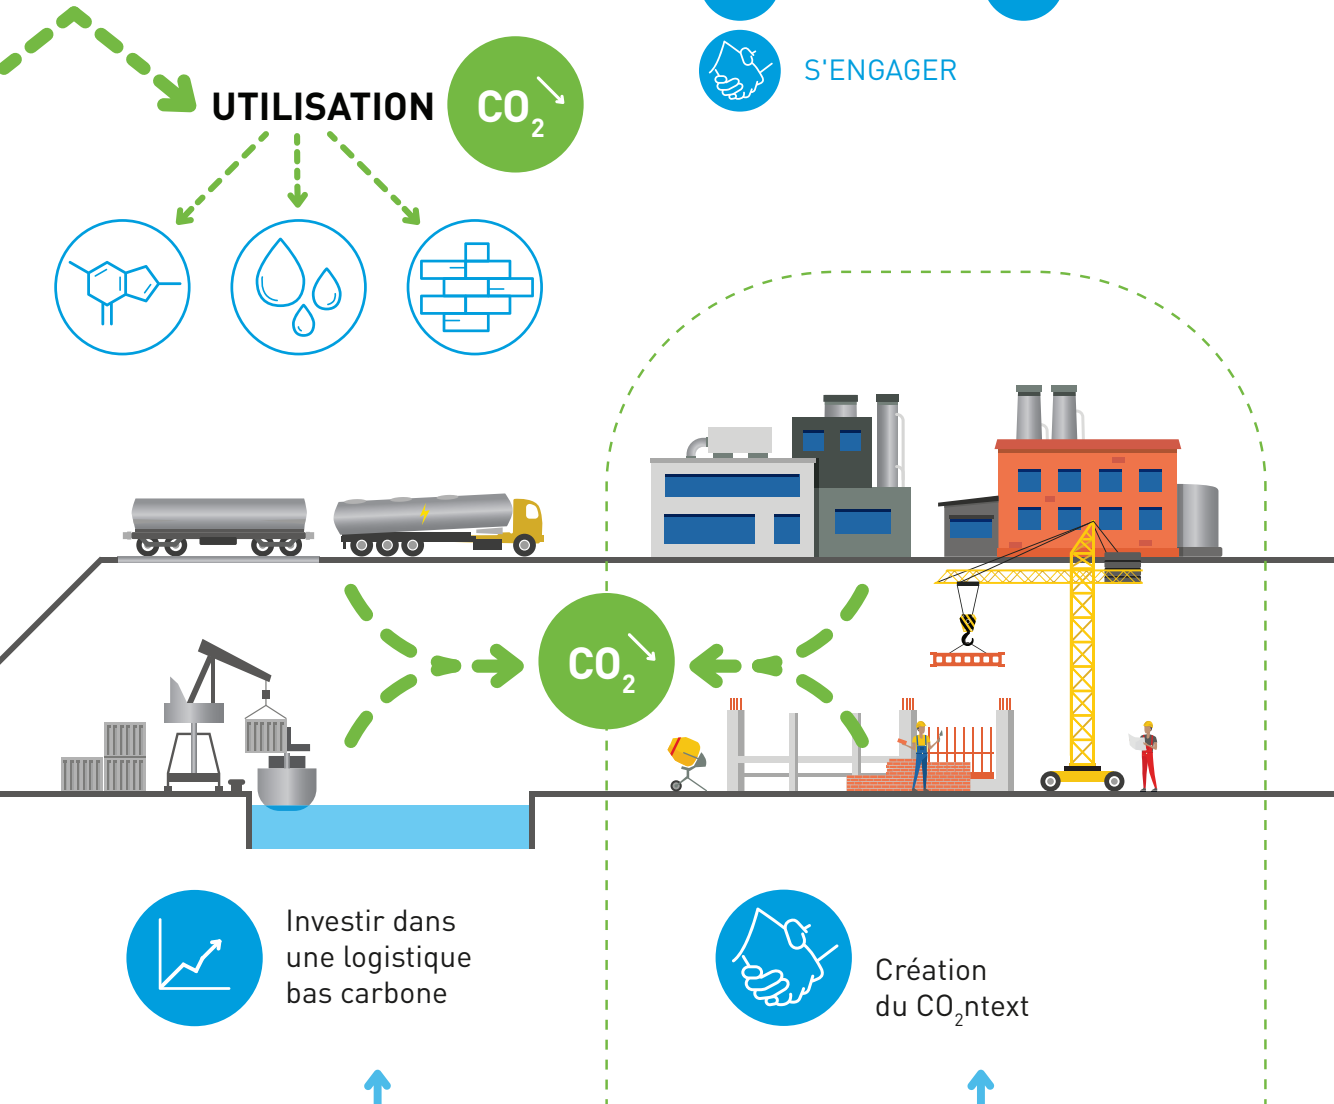 S'ENGAGER
UTILISATION
CO2
CO2
Investir dans
une logistique
bas carbone
Création
du CO2ntext